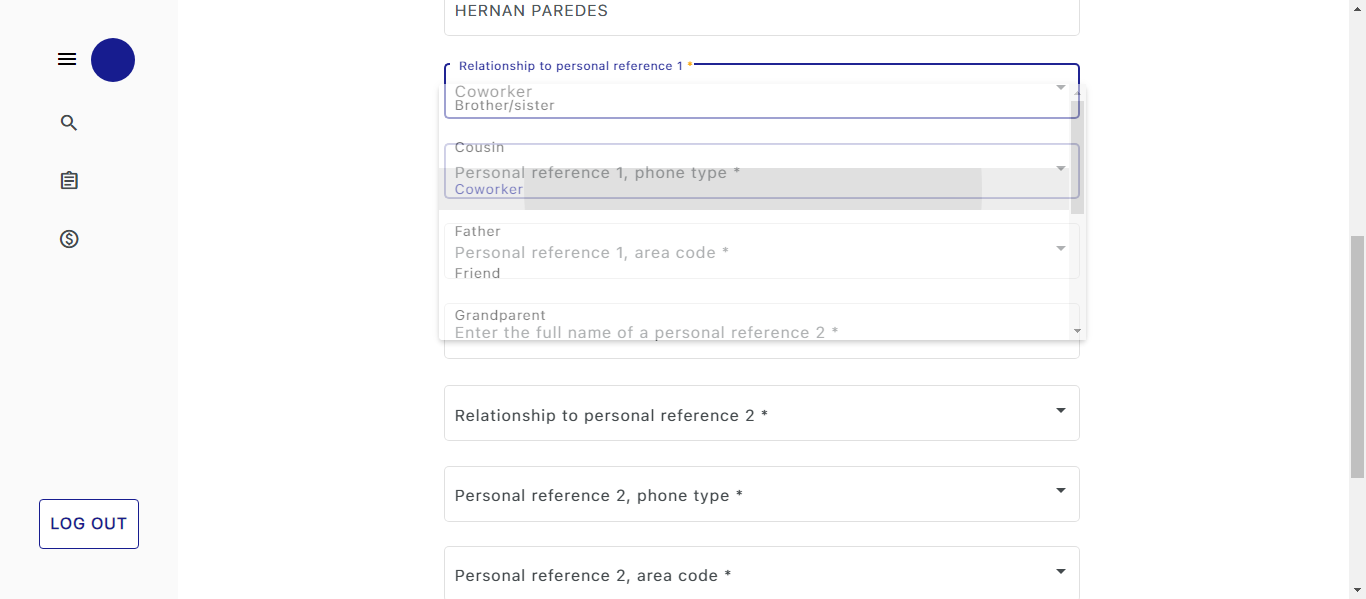 HERNAN PAREDES
Relationship to personal reference 1 *
Coworker
Brother/sister
Cousin
Personal reference 1, phone type *
Coworker
Father
Personal reference 1, area code *
Friend
Grandparent
Enter the full name of a personal reference 2 *
Relationship to personal reference 2 *
Personal reference 2, phone type *
LOG OUT
Personal reference 2, area code *